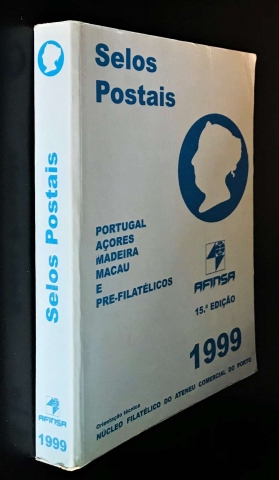 Selos
Postais
PORTUGAL
AÇORES
MADEIRA
MACAU
E
PRE-FILATÉLICOS
AFINSA
15.ª EDIÇÃO
1999
Orientação técnica
NÚCLEO FILATÉLICO DO ATENEU COMERCIAL DO PORTO
Selos Postais
AFINSA
1999